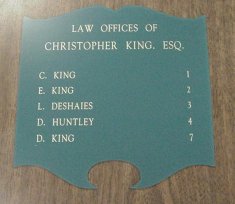 LAW OFFICES OF
CHRISTOPHER KING, ESQ.
C. KING 1
E. KING 2
L. DESHAIES 3
D. HUNTLEY 4
D. KING 7